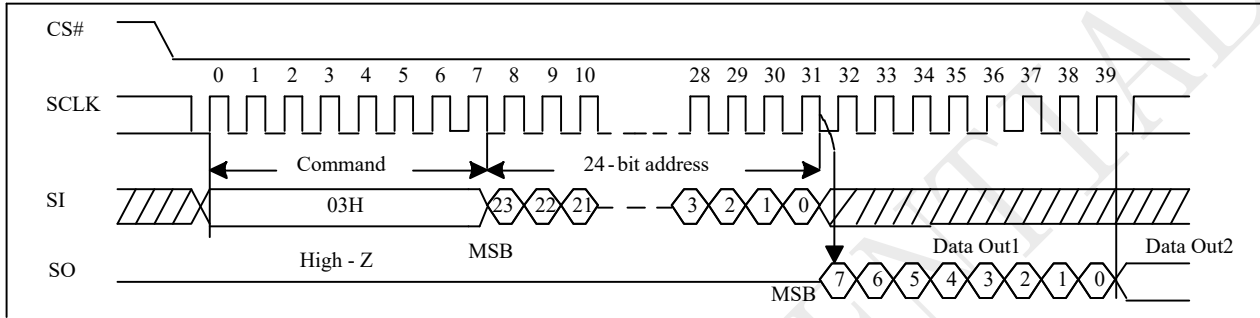 CS#
0 1 2 3 4 5 6 7 8 9 10 28 29 30 31 32 33 34 35 36 37 38 39
SCLK
Command 24-bit address
SI 03H 23 22 21 3 2 1 0
High - Z MSB Data Out1 Data Out2
SO MSB 7 6 5 4 3 2 1 0
ENTIAL